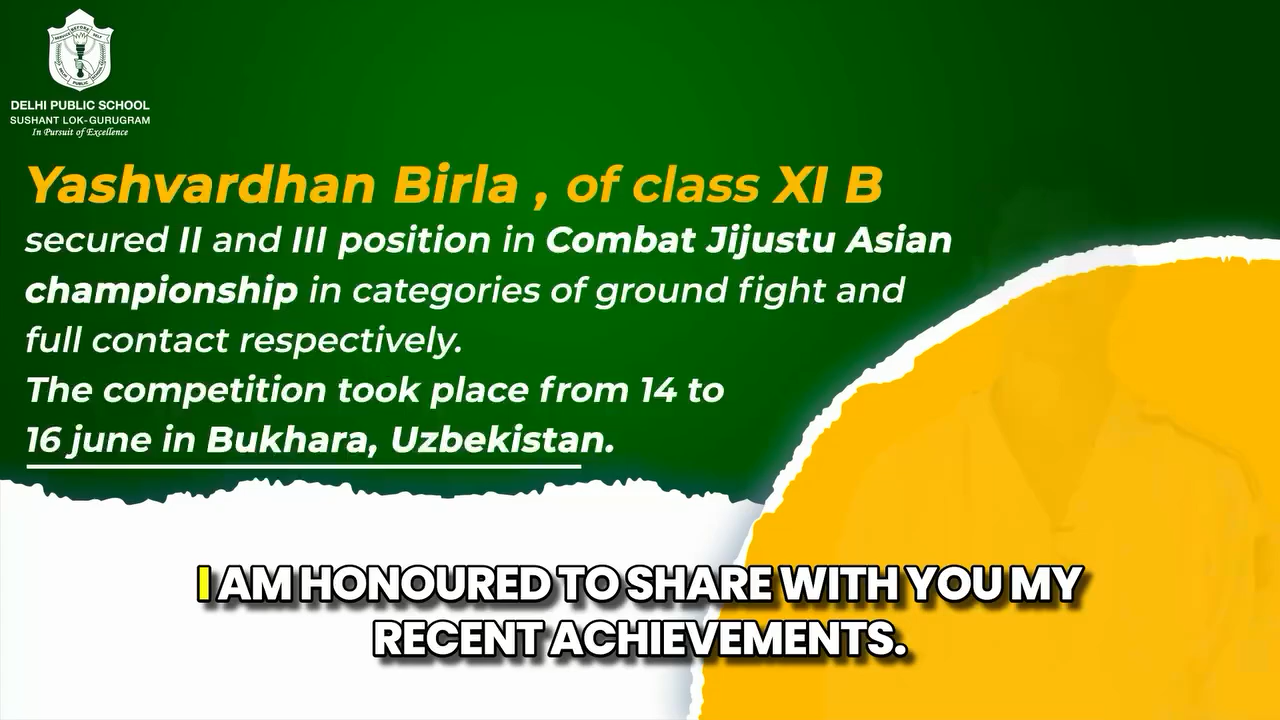 DELHI PUBLIC SCHOOL
SUSHANT LOK-GURUGRAM
In Pursuit of Excellence
Yashvardhan Birla , of class XI B
secured II and III position in Combat Jijustu Asian
championship in categories of ground fight and
full contact respectively.
The competition took place from 14 to
16 june in Bukhara, Uzbekistan.
I AM HONOURED TO SHARE WITH YOU MY
RECENT ACHIEVEMENTS.